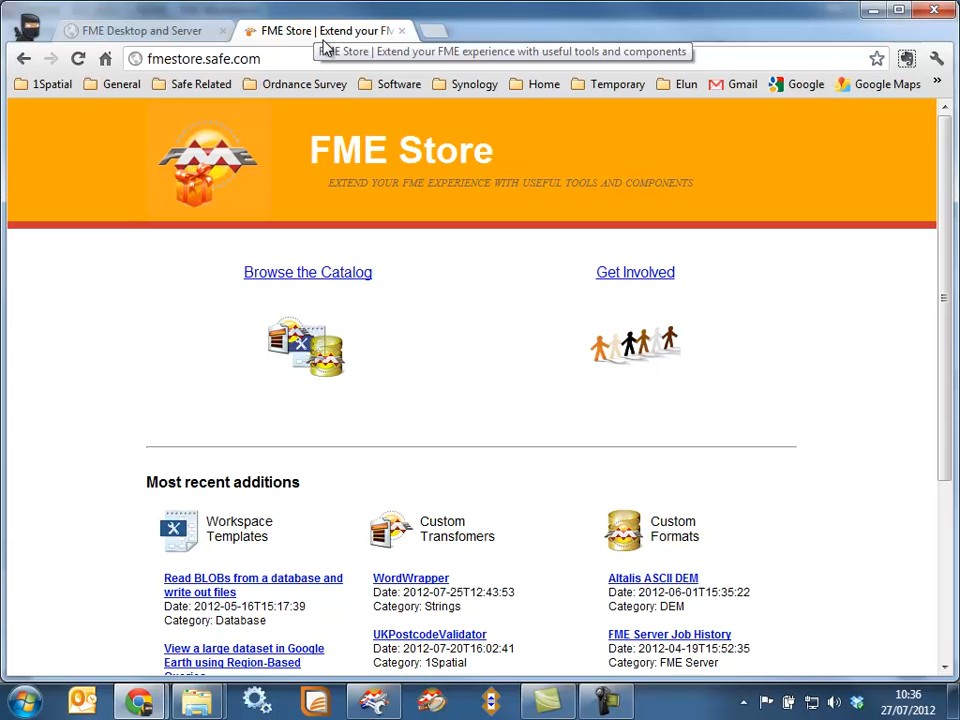 FME Desktop and Server
FME Store | Extend your FM
fmestore.safe.com
Store | Extend your FME experience with useful tools and components
1Spatial
General
Safe Related
Ordnance Survey
Software
Synology
Home
Temporary
Elun
Gmail
Google
Google Maps
»
FME
FME Store
EXTEND YOUR FME EXPERIENCE WITH USEFUL TOOLS AND COMPONENTS
Browse the Catalog
Get Involved
Most recent additions
Workspace
Templates
Custom
Transfomers
Custom
Formats
Read BLOBs from a database and
write out files
Date: 2012-05-16T15:17:39
Category: Database
View a large dataset in Google
Earth using Region-Based
WordWrapper
Date: 2012-07-25T12:43:53
Category: Strings
UKPostcodeValidator
Date: 2012-07-20T16:02:41
Category: 1Spatial
Altalis ASCII DEM
Date: 2012-06-01T15:35:22
Category: DEM
FME Server Job History
Date: 2012-04-19T15:52:35
Category: FME Server
10:36
27/07/2012